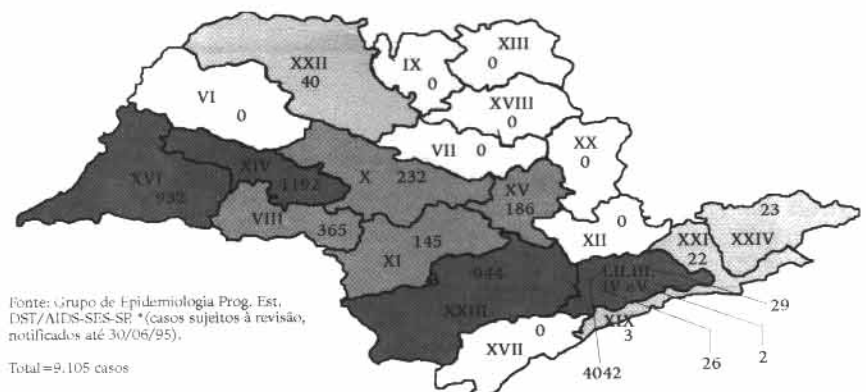 XXII
40
IX
0
XIII
0
VI
0
XVIII
0
VII 0
XX
0
XIV
1192
XVI
932
X 232
XV
186
VIII
365
145
XI
0
XII
23
XXIV
XXI
22
944
XXIII
I,II,III,
IV e V
29
XIX
3
XVII
0
2
26
4042
Fonte: Grupo de Epidemiologia Prog. Est.
DST/AIDS-SES-SP. *(casos sujeitos à revisão,
notificados até 30/06/95).
Total=9.105 casos